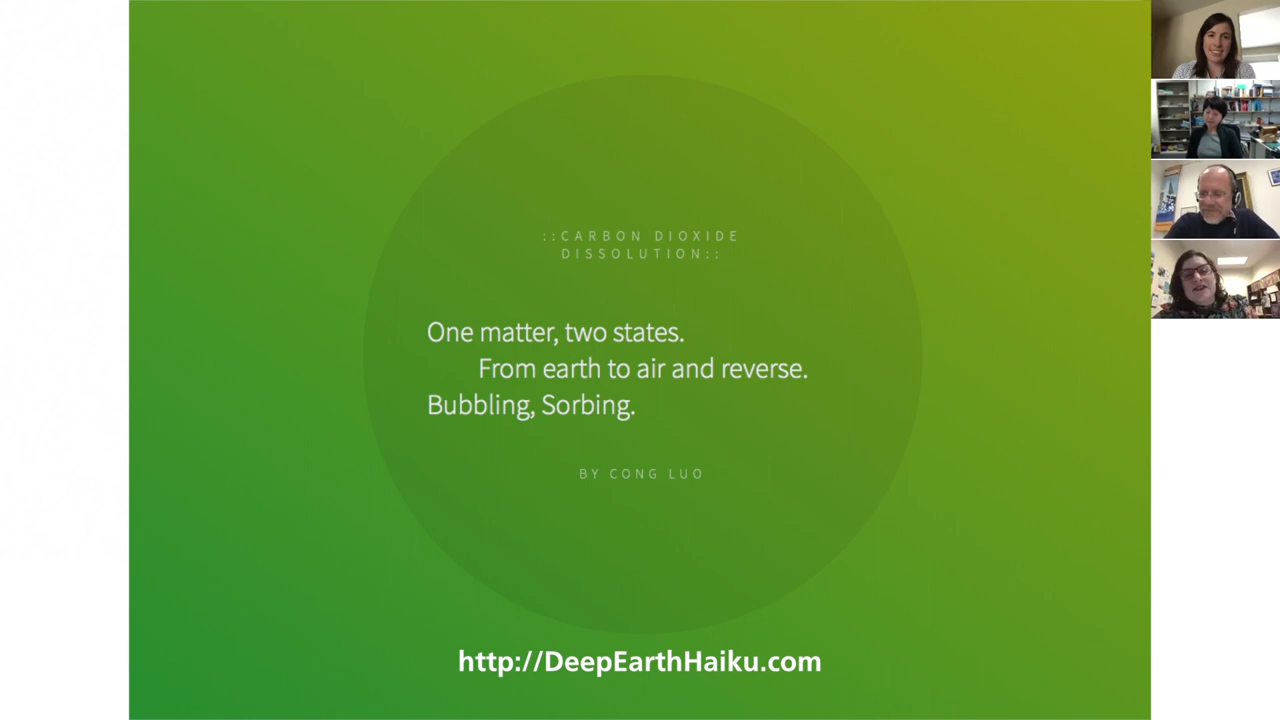 ::CARBON DIOXIDE
DISSOLUTION::
One matter, two states.
From earth to air and reverse.
Bubbling, Sorbing.
BY CONG LUO
http://DeepEarthHaiku.com